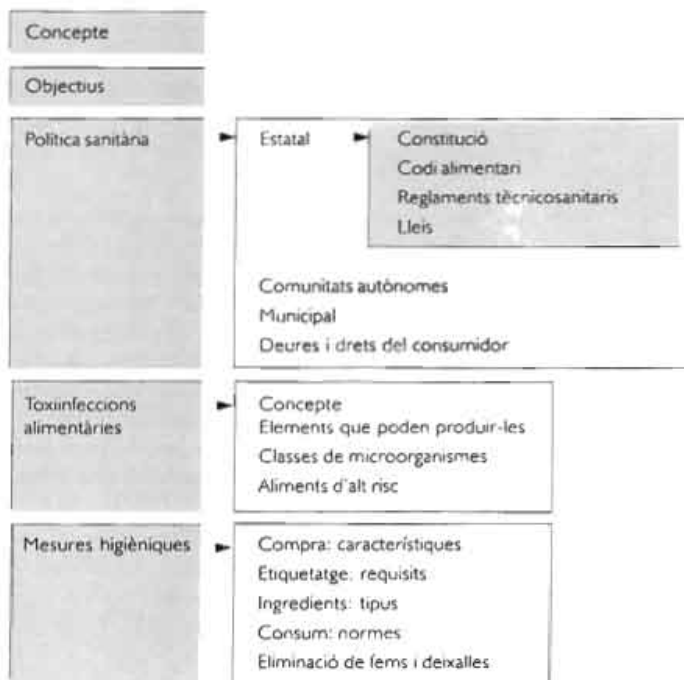 Concepte
Objectius
Política sanitària
Estatal
Constitució
Codi alimentari
Reglaments tècnicosanitaris
Lleis
Comunitats autònomes
Municipal
Deures i drets del consumidor
Toxiinfeccions
alimentàries
Concepte
Elements que poden produir-les
Classes de microorganismes
Aliments d'alt risc
Mesures higièniques
Compra: característiques
Etiquetatge: requisits
Ingredients: tipus
Consum: normes
Eliminació de fems i deixalles